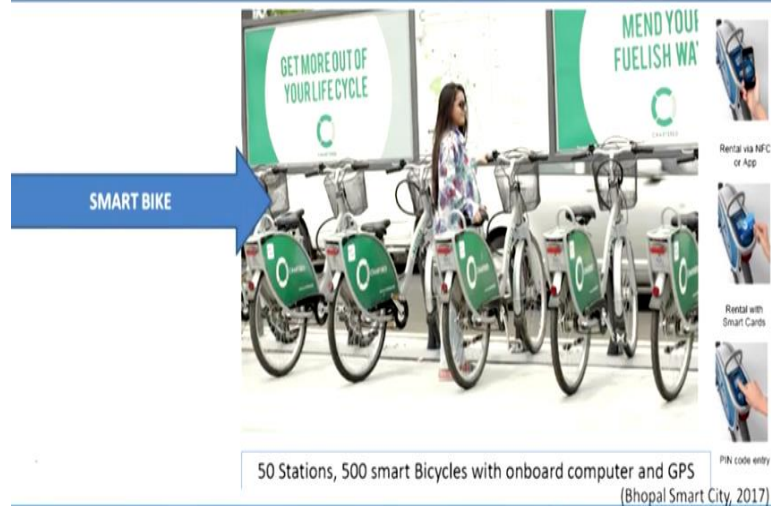 GET MORE OUT OF
YOUR LIFE CYCLE
CHARTERED
MEND YOUR
FUELISH WA
CHARTERED
SMART BIKE
Rental via NFC
or App
Rental with
Smart Cards
PIN code entry
50 Stations, 500 smart Bicycles with onboard computer and GPS
(Bhopal Smart City, 2017)